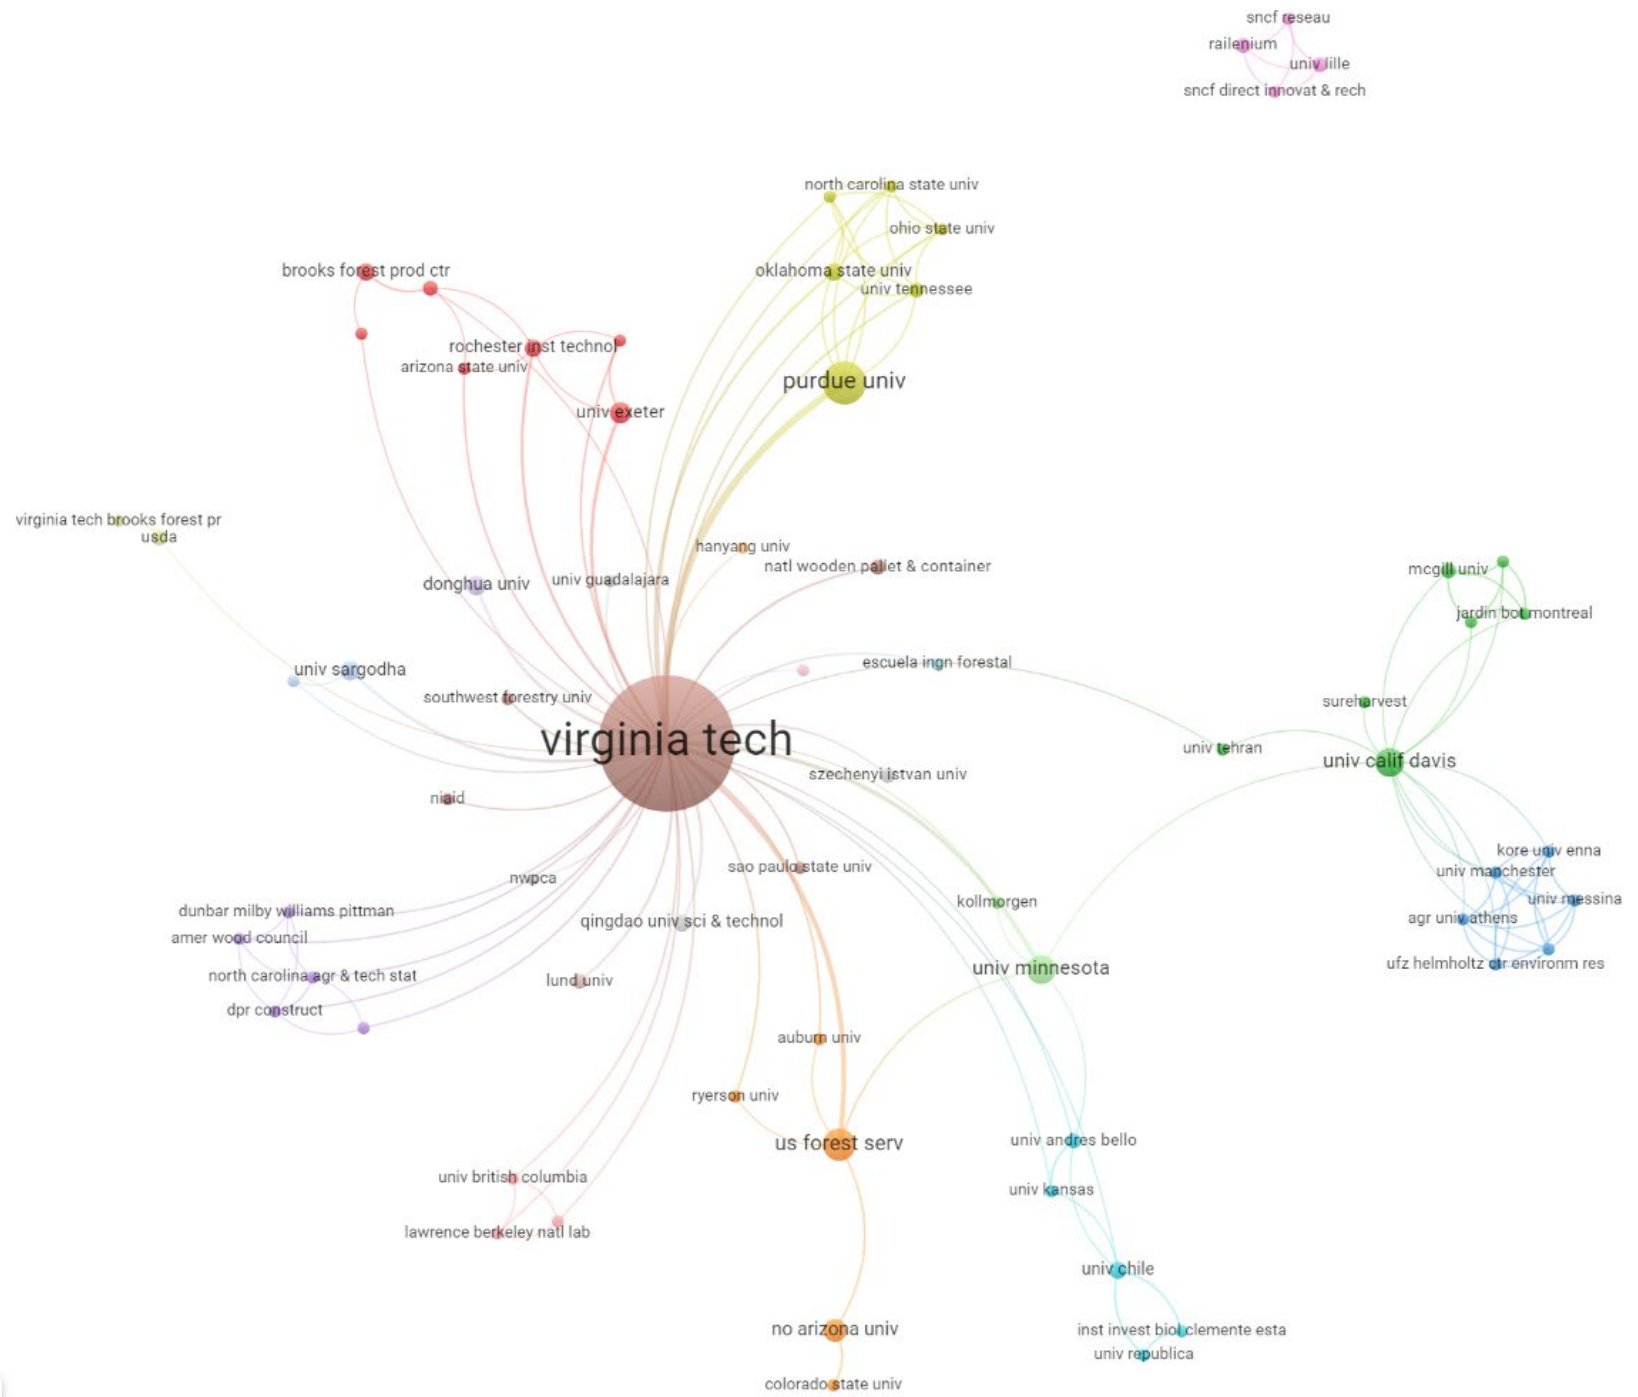 sncf reseau
railenium
univ lille
sncf direct innovat & rech
north carolina state univ
ohio state univ
brooks forest prod ctr
oklahoma state univ
univ tennessee
rochester inst technol
arizona state univ
purdue univ
univ exeter
virginia tech brooks forest pr
usda
hanyang univ
natl wooden pallet & container
donghua univ
univ guadalajara
mcgill univ
jardin bot montreal
univ sargodha
escuela ingn forestal
southwest forestry univ
sureharvest
virginia tech
univ tehran
univ calif davis
szechenyi istvan univ
niaid
kore univ enna
sao paulo state univ
univ manchester
nwpca
kollmorgen
univ messina
dunbar milby williams pittman
agr univ athens
qingdao univ sci & technol
amer wood council
ufz helmholtz ctr environm res
univ minnesota
north carolina agr & tech stat
lund univ
dpr construct
auburn univ
ryerson univ
us forest serv
univ andres bello
univ british columbia
univ kansas
lawrence berkeley natl lab
univ chile
no arizona univ
inst invest biol clemente esta
univ republica
colorado state univ